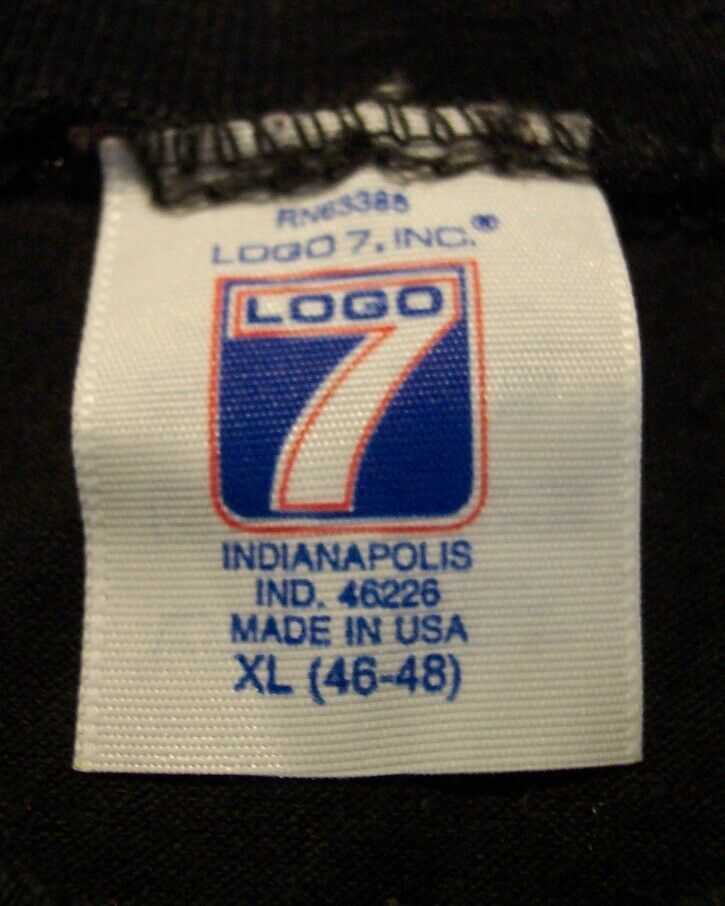 RN63385
LOGO 7, INC.®
LOGO
7
INDIANAPOLIS
IND. 46226
MADE IN USA
XL (46-48)